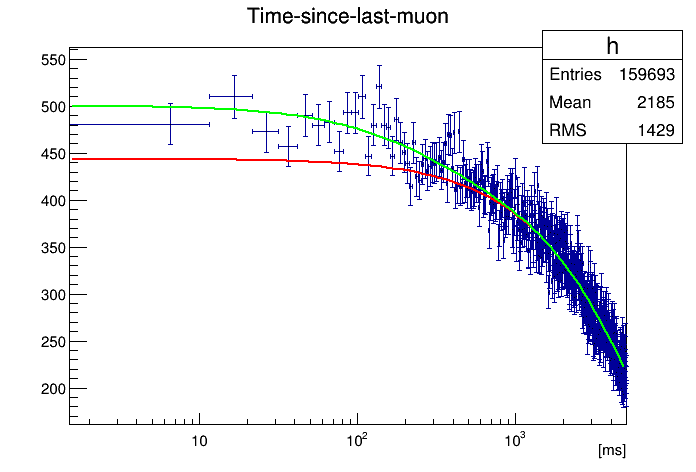 Time-since-last-muon
h
Entries 159693
Mean 2185
RMS 1429
550
500
450
400
350
300
250
200
10
10²
10³
[ms]